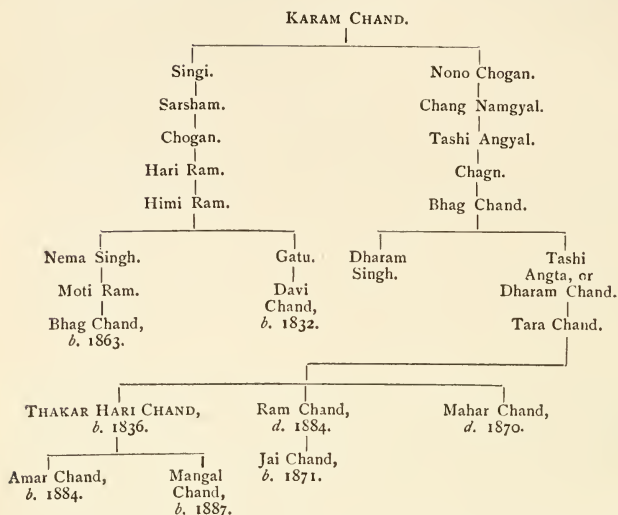 KARAM CHAND.
Singi. Nono Chogan.
Sarsham. Chang Namgyal.
Chogan. Tashi Angyal.
Hari Ram. Chagn.
Himi Ram. Bhag Chand.
Nema Singh. Gatu. Dharam Singh. Tashi
Angta, or
Moti Ram. Davi Dharam Chand.
Chand,
Bhag Chand, b. 1832. Tara Chand.
b. 1863.
THAKAR HARI CHAND, Ram Chand, Mahar Chand,
b. 1836. d. 1884. d. 1870.
Amar Chand, Mangal Jai Chand,
b. 1884. Chand, b. 1871.
b. 1887.